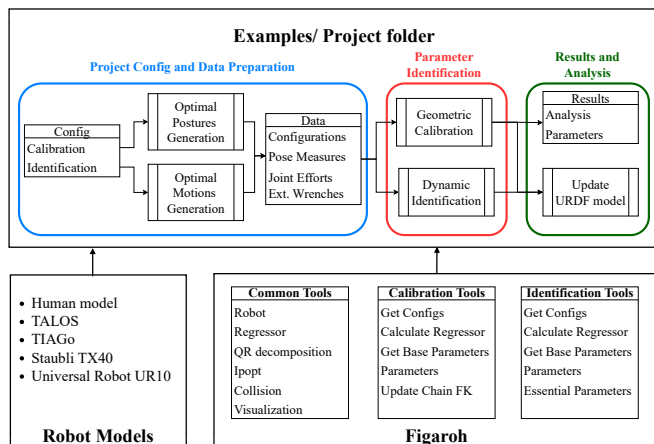 Examples/ Project folder
Project Config and Data Preparation
Parameter
Identification
Results and
Analysis
Config
Calibration
Identification
Optimal
Postures
Generation
Optimal
Motions
Generation
Data
Configurations
Pose Measures
Joint Efforts
Ext. Wrenches
Geometric
Calibration
Dynamic
Identification
Results
Analysis
Parameters
Update
URDF model
• Human model
• TALOS
• TIAGo
• Staubli TX40
• Universal Robot UR10
Robot Models
Common Tools
Robot
Regressor
QR decomposition
Ipopt
Collision
Visualization
Calibration Tools
Get Configs
Calculate Regressor
Get Base Parameters
Parameters
Update Chain FK
Identification Tools
Get Configs
Calculate Regressor
Get Base Parameters
Parameters
Essential Parameters
Figaroh